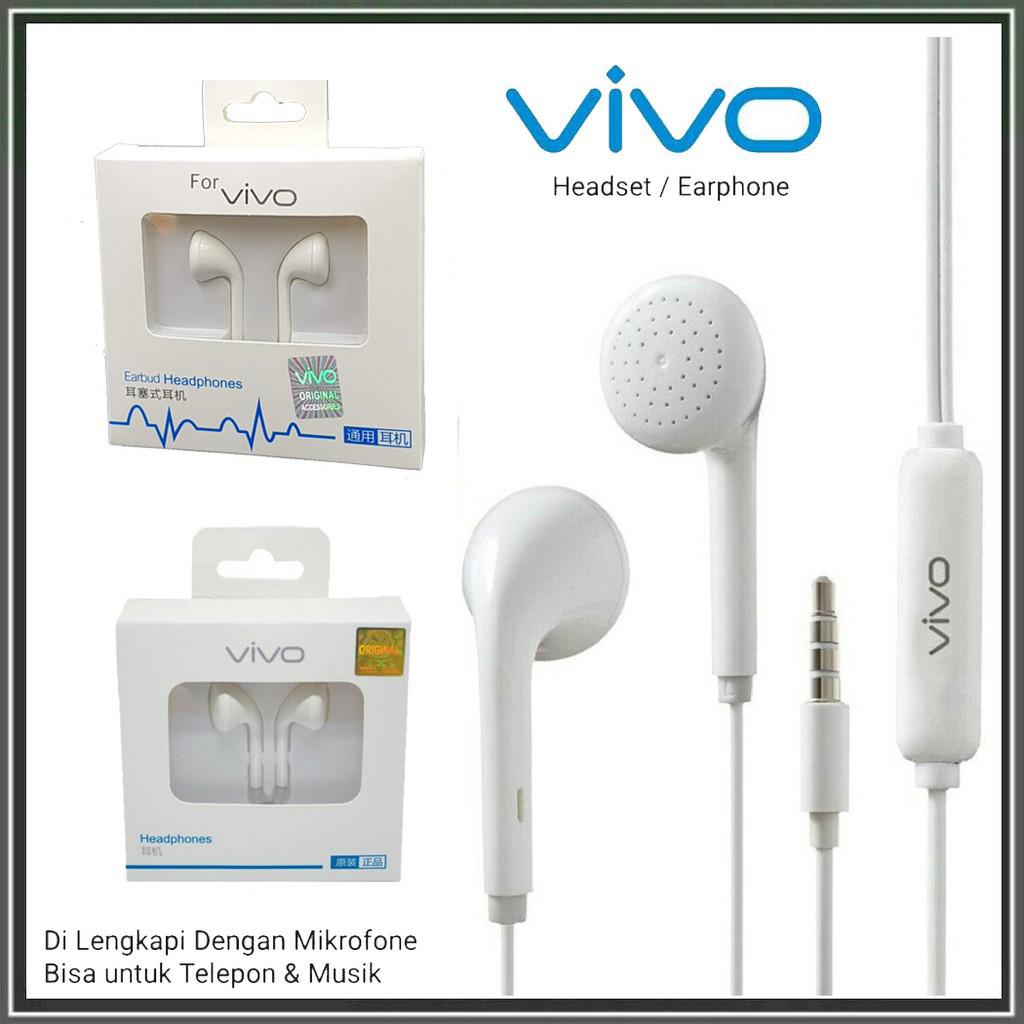 vivo
Headset / Earphone
For vivo
Earbud Headphones
耳塞式耳机
VIVO
ORIGINAL
ACCESSORIES
通用 耳机
vivo
ORIGINAL
Headphones
耳机
原装 正品
vivo
Di Lengkapi Dengan Mikrofone
Bisa untuk Telepon & Musik